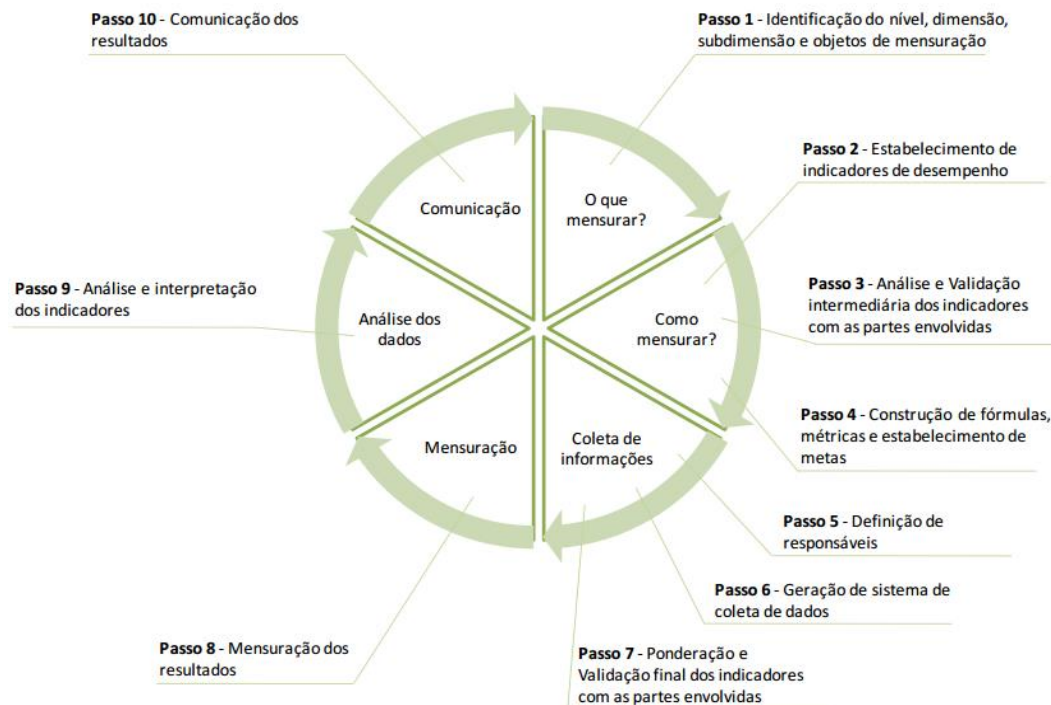 Passo 10 - Comunicação dos
resultados
Passo 1 - Identificação do nível, dimensão,
subdimensão e objetos de mensuração
Passo 2 - Estabelecimento de
indicadores de desempenho
Comunicação
O que
mensurar?
Passo 9 - Análise e interpretação
dos indicadores
Análise dos
dados
Como
mensurar?
Passo 3 - Análise e Validação
intermediária dos indicadores
com as partes envolvidas
Mensuração
Coleta de
informações
Passo 4 - Construção de fórmulas,
métricas e estabelecimento de
metas
Passo 5 - Definição de
responsáveis
Passo 6 - Geração de sistema de
coleta de dados
Passo 8 - Mensuração dos
resultados
Passo 7 - Ponderação e
Validação final dos indicadores
com as partes envolvidas